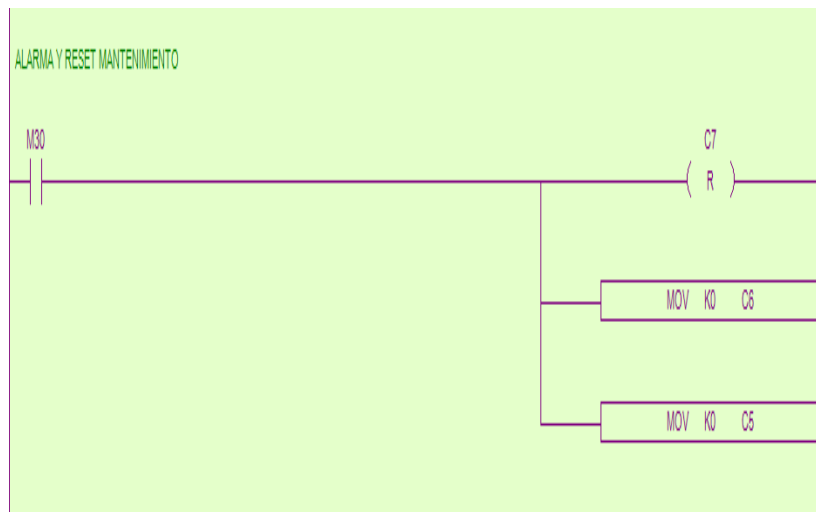 ALARMA Y RESET MANTENIMIENTO
M30
C7
R
MOV K0 C6
MOV K0 C5